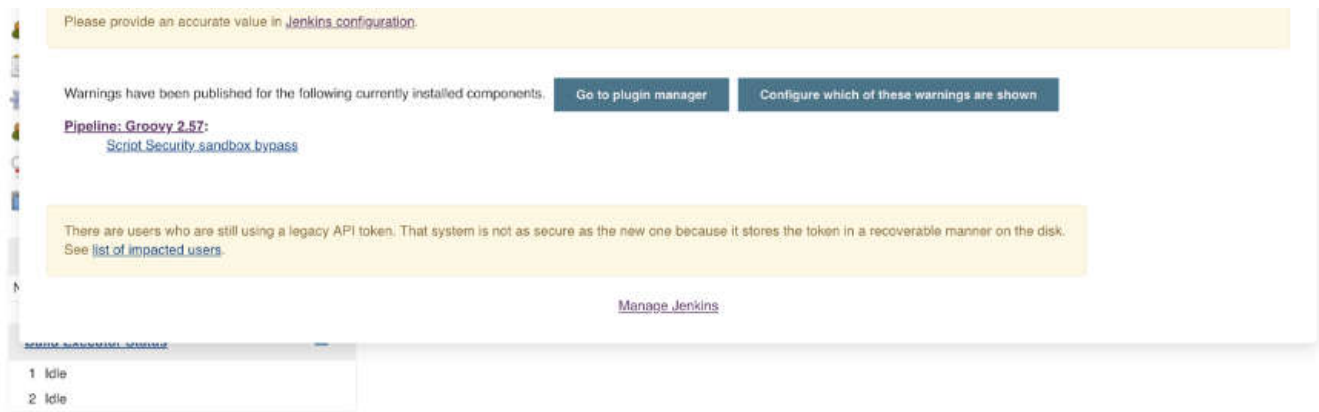 Please provide an accurate value in Jenkins configuration.
Warnings have been published for the following currently installed components. Go to plugin manager Configure which of these warnings are shown
Pipeline: Groovy 2.57:
Script Security sandbox bypass
There are users who are still using a legacy API token. That system is not as secure as the new one because it stores the token in a recoverable manner on the disk.
See list of impacted users.
N
Manage Jenkins
Build Executor Status
1 Idle
2 Idle